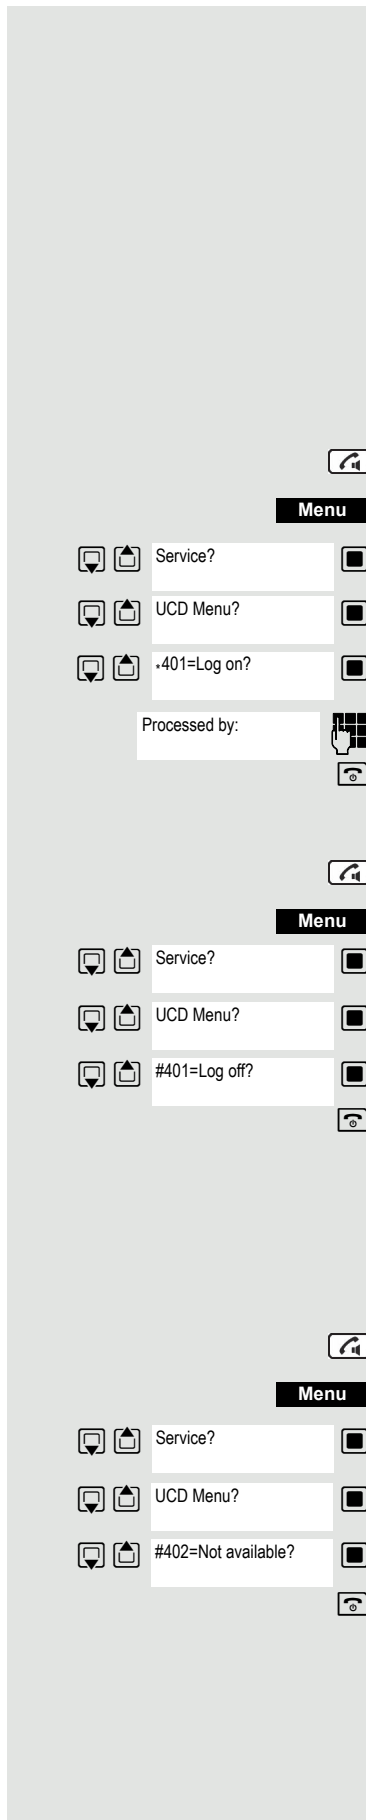 Menu
Service?
UCD Menu?
*401=Log on?
Processed by:
Menu
Service?
UCD Menu?
#401=Log off?
Menu
Service?
UCD Menu?
#402=Not available?